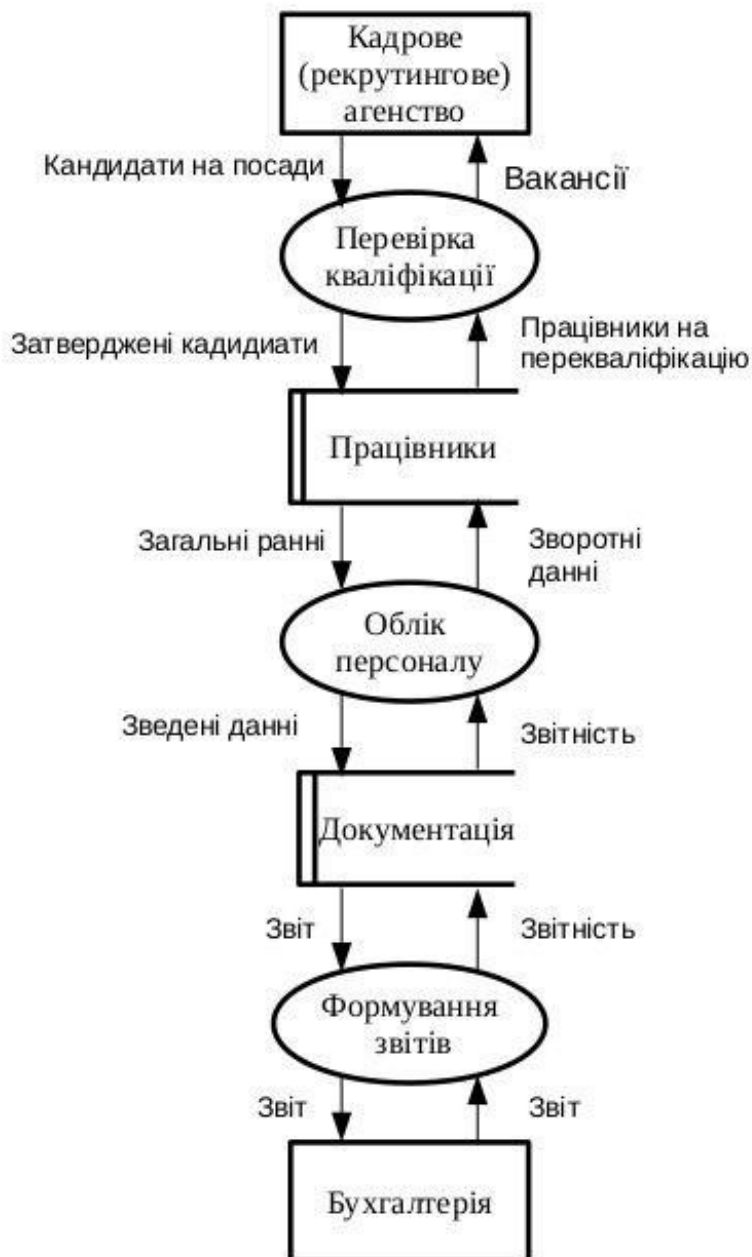 Кадрове
(рекрутингове)
агенство
Кандидати на посади
Вакансії
Перевірка
кваліфікації
Затверджені кадидиати
Працівники на
перекваліфікацію
Працівники
Загальні ранні
Зворотні
данні
Облік
персоналу
Зведені данні
Звітність
Документація
Звіт
Звітність
Формування
звітів
Звіт
Звіт
Бухгалтерія